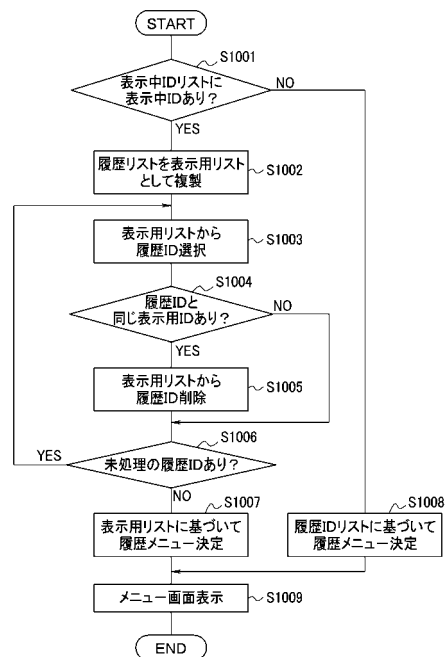 START
S1001
表示中IDリストに
表示中IDあり？
NO
YES
履歴リストを表示用リスト
として複製
S1002
表示用リストから
履歴ID選択
S1003
S1004
履歴IDと
同じ表示用IDあり？
NO
YES
表示用リストから
履歴ID削除
S1005
S1006
未処理の履歴IDあり？
YES
NO
S1007
表示用リストに基づいて
履歴メニュー決定
S1008
履歴IDリストに基づいて
履歴メニュー決定
メニュー画面表示
S1009
END